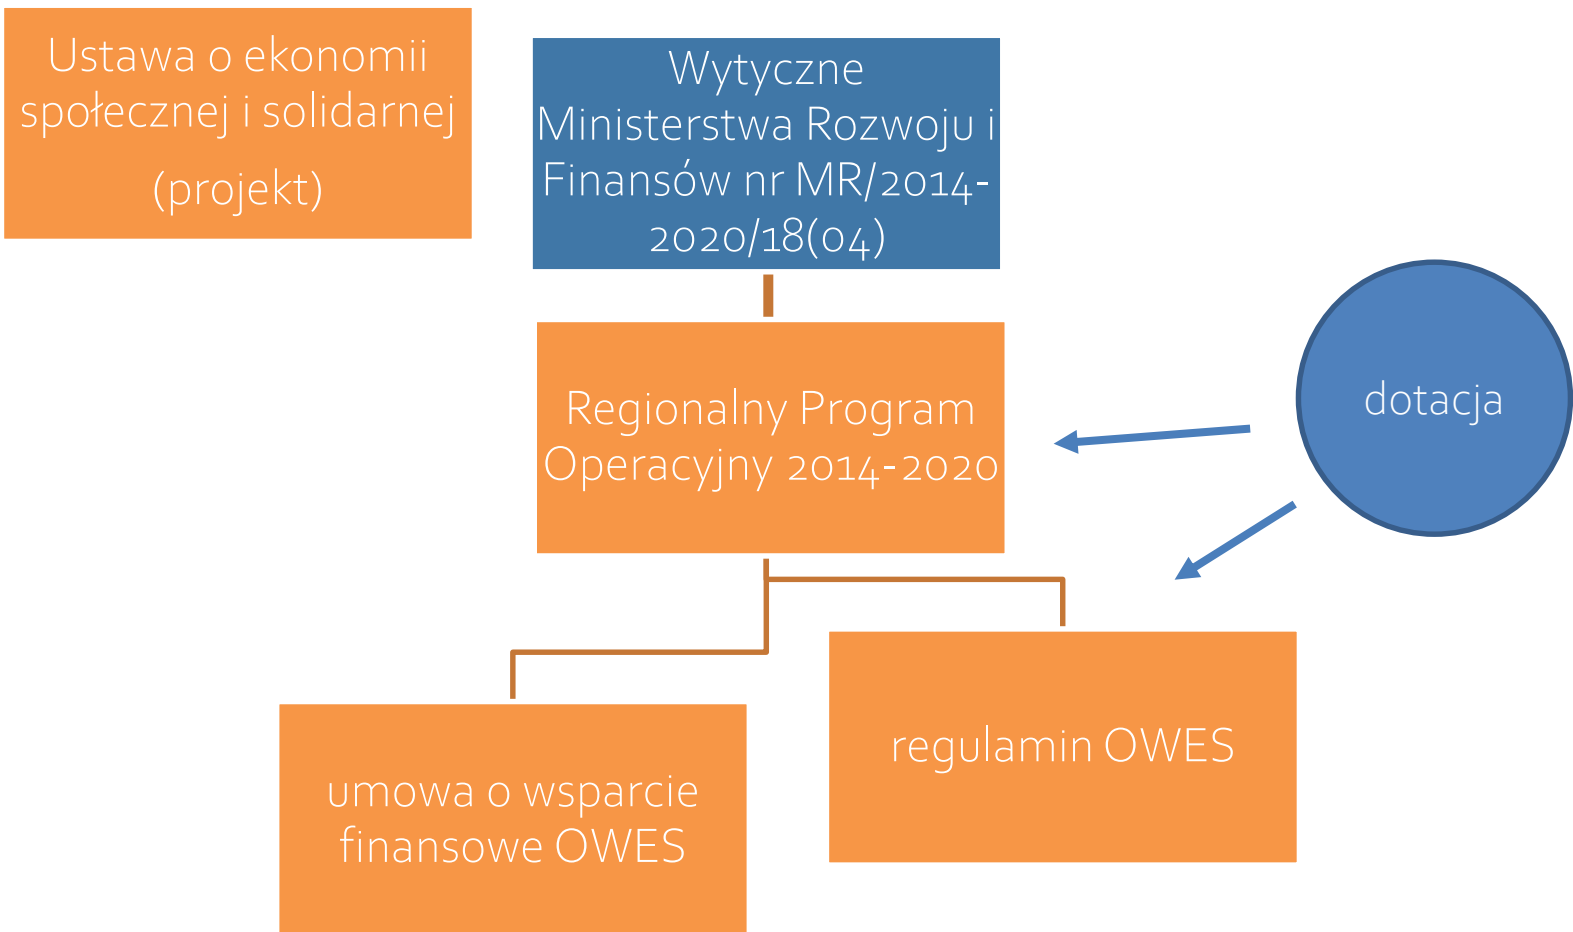 Ustawa o ekonomii
społecznej i solidarnej
(projekt)
Wytyczne
Ministerstwa Rozwoju i
Finansów nr MR/2014-
2020/18(04)
Regionalny Program
Operacyjny 2014-2020
dotacja
umowa o wsparcie
finansowe OWES
regulamin OWES